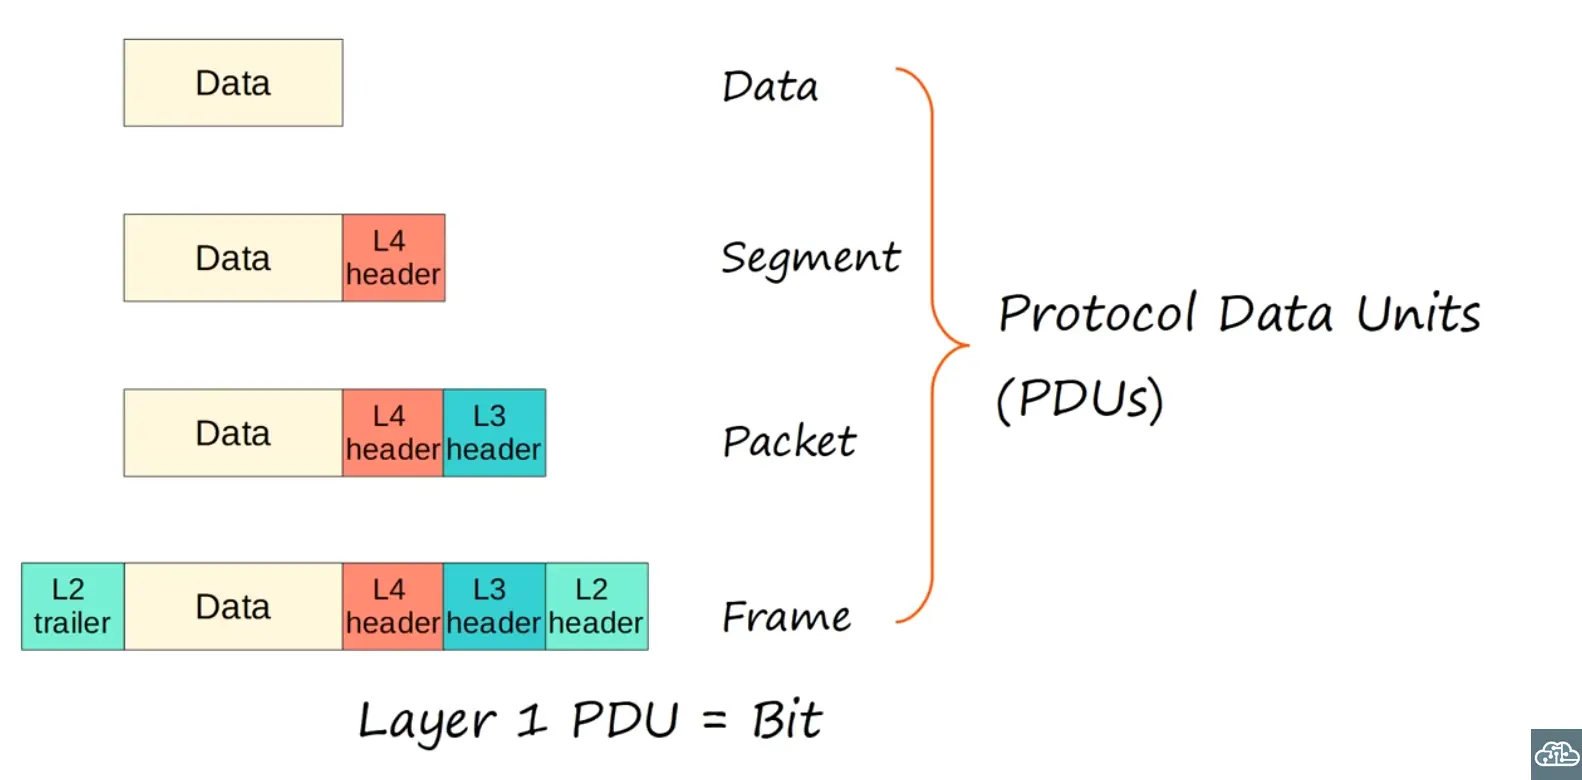 Data
Data
Data
L4
header
Segment
Data
L4
header
L3
header
Packet
Protocol Data Units
(PDUs)
L2
trailer
Data
L4
header
L3
header
L2
header
Frame
Layer 1 PDU = Bit